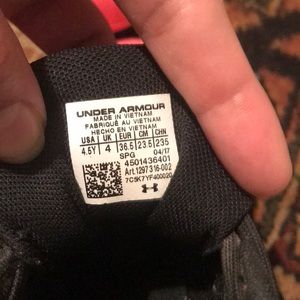 UNDER ARMOUR
MADE IN VIETNAM
FABRIQUÉ AU VIETNAM
HECHO EN VIETNAM
USA UK EUR CM CHN
4.5Y 4 36.5 23.5 235
SPG 04/17
4501436401
Art.1297316-002
7C5K7YF400020